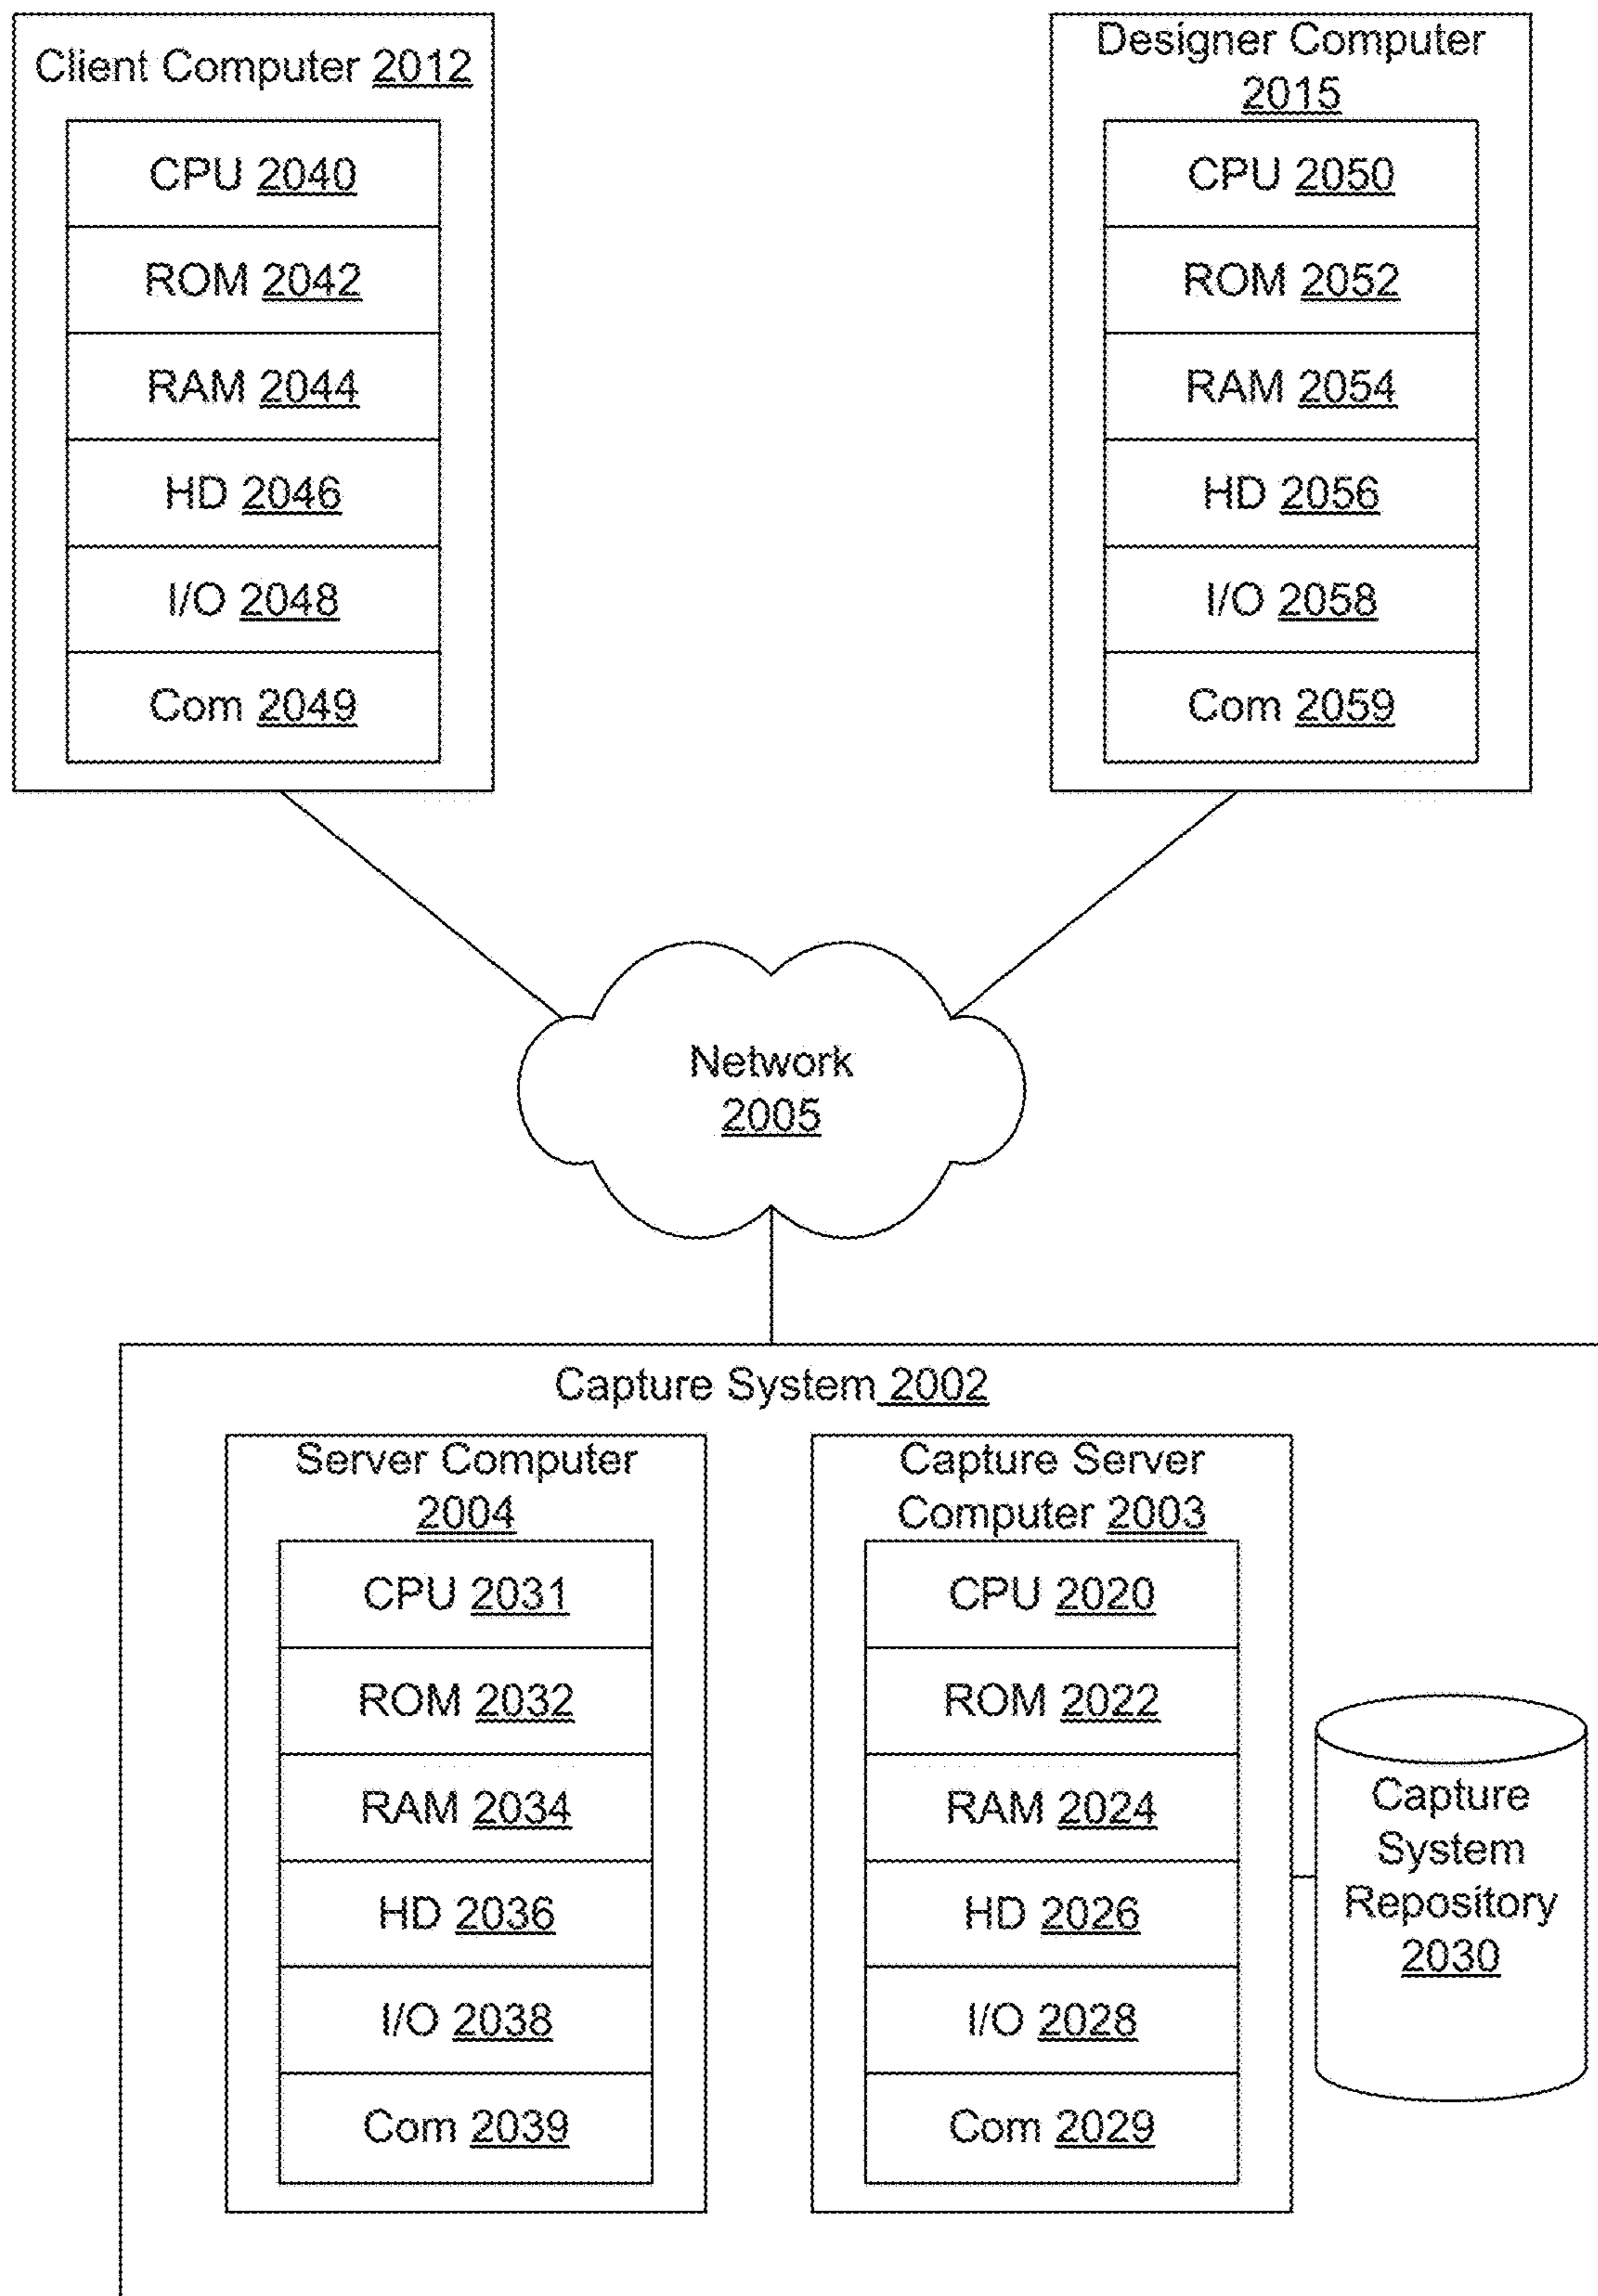 Client Computer 2012
CPU 2040
ROM 2042
RAM 2044
HD 2046
I/O 2048
Com 2049
Designer Computer
2015
CPU 2050
ROM 2052
RAM 2054
HD 2056
I/O 2058
Com 2059
Network
2005
Capture System 2002
Server Computer
2004
CPU 2031
ROM 2032
RAM 2034
HD 2036
I/O 2038
Com 2039
Capture Server
Computer 2003
CPU 2020
ROM 2022
RAM 2024
HD 2026
I/O 2028
Com 2029
Capture
System
Repository
2030